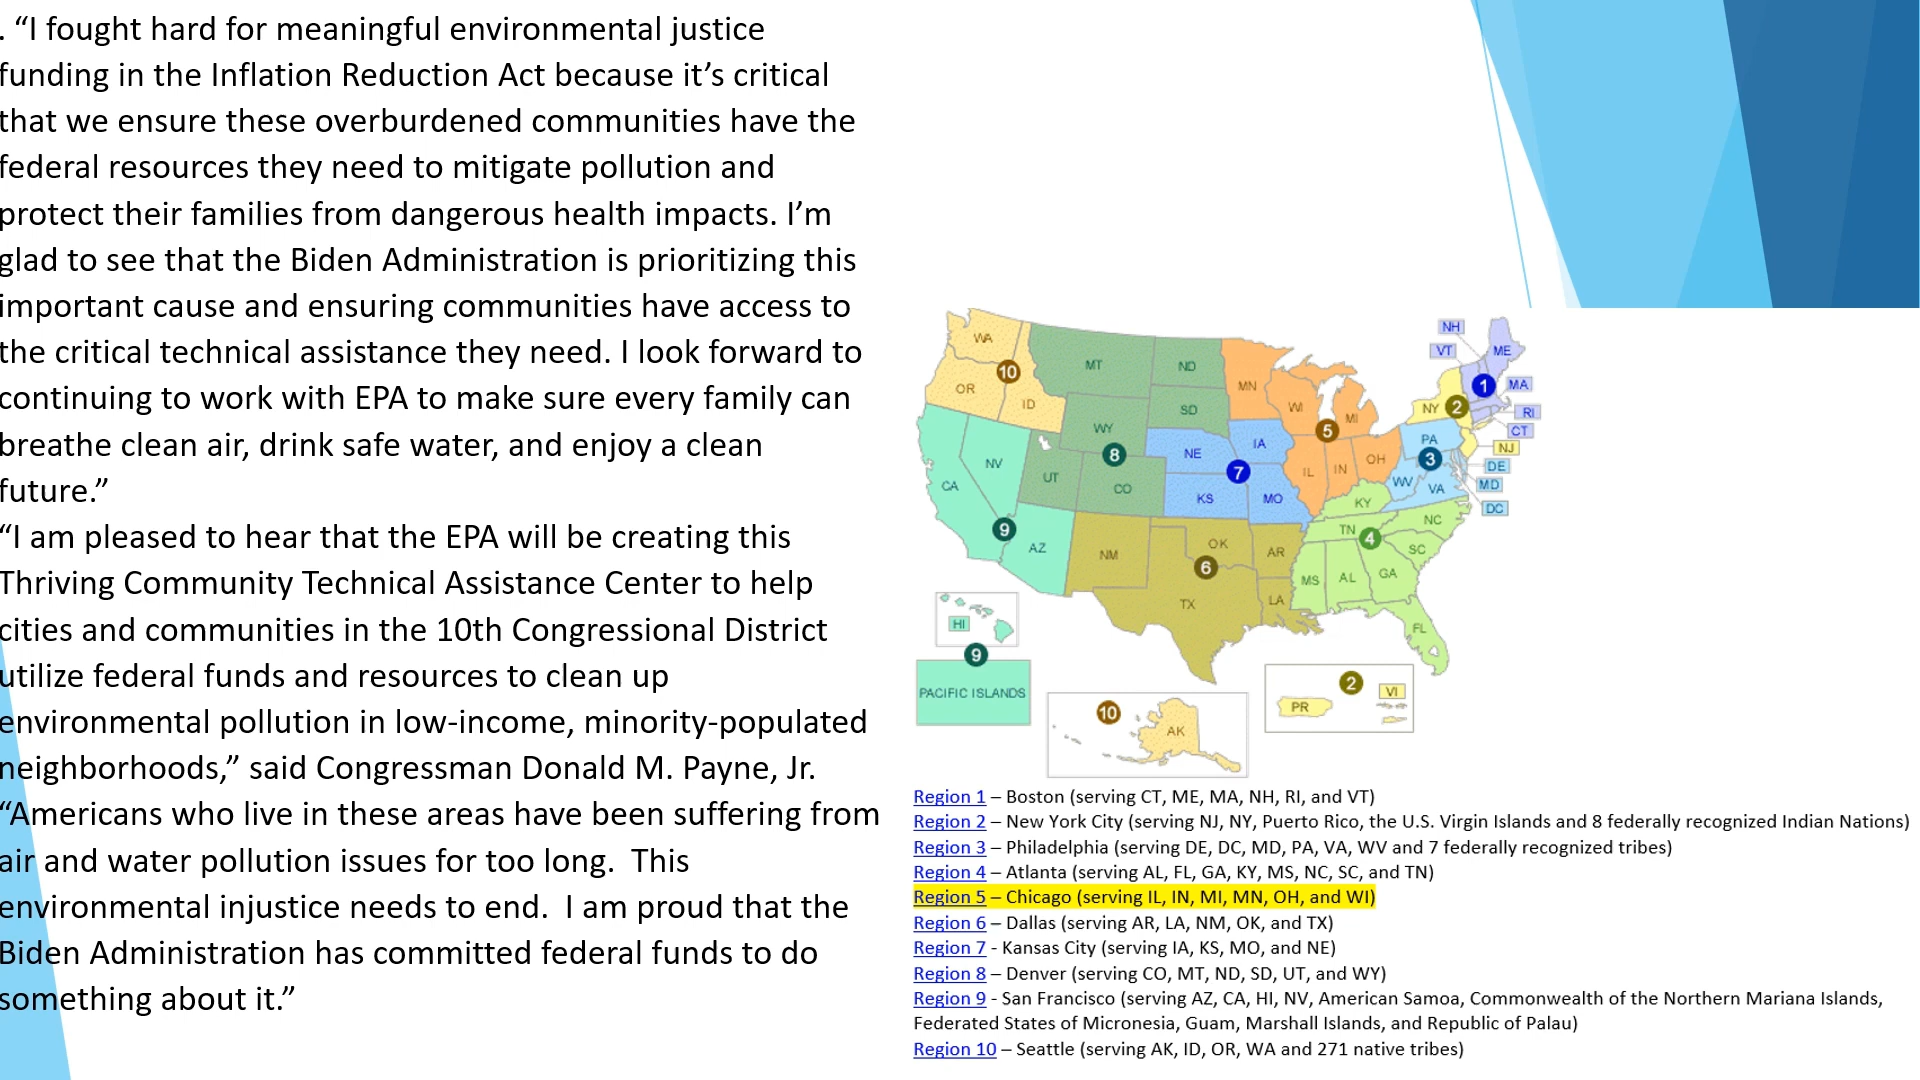 . “I fought hard for meaningful environmental justice
funding in the Inflation Reduction Act because it’s critical
that we ensure these overburdened communities have the
federal resources they need to mitigate pollution and
protect their families from dangerous health impacts. I’m
glad to see that the Biden Administration is prioritizing this
important cause and ensuring communities have access to
the critical technical assistance they need. I look forward to
continuing to work with EPA to make sure every family can
breathe clean air, drink safe water, and enjoy a clean
future.”
“I am pleased to hear that the EPA will be creating this
Thriving Community Technical Assistance Center to help
cities and communities in the 10th Congressional District
utilize federal funds and resources to clean up
environmental pollution in low-income, minority-populated
neighborhoods,” said Congressman Donald M. Payne, Jr.
“Americans who live in these areas have been suffering from
air and water pollution issues for too long.  This
environmental injustice needs to end.  I am proud that the
Biden Administration has committed federal funds to do
something about it.”
NH
WA
VT
ME
MT
ND
10
1
MA
MN
OR
ID
SD
WI
NY
2
RI
MI
WY
5
CT
PA
IA
NJ
8
NE
3
NV
OH
DE
UT
7
IN
IL
CA
CO
WV
MD
VA
KS
MO
KY
DC
9
NC
TN
4
AZ
OK
SC
NM
AR
6
GA
MS
AL
TX
LA
HI
FL
9
2
PACIFIC ISLANDS
VI
PR
10
AK
Region 1 – Boston (serving CT, ME, MA, NH, RI, and VT)
Region 2 – New York City (serving NJ, NY, Puerto Rico, the U.S. Virgin Islands and 8 federally recognized Indian Nations)
Region 3 – Philadelphia (serving DE, DC, MD, PA, VA, WV and 7 federally recognized tribes)
Region 4 – Atlanta (serving AL, FL, GA, KY, MS, NC, SC, and TN)
Region 5 – Chicago (serving IL, IN, MI, MN, OH, and WI)
Region 6 – Dallas (serving AR, LA, NM, OK, and TX)
Region 7 - Kansas City (serving IA, KS, MO, and NE)
Region 8 – Denver (serving CO, MT, ND, SD, UT, and WY)
Region 9 - San Francisco (serving AZ, CA, HI, NV, American Samoa, Commonwealth of the Northern Mariana Islands,
Federated States of Micronesia, Guam, Marshall Islands, and Republic of Palau)
Region 10 – Seattle (serving AK, ID, OR, WA and 271 native tribes)